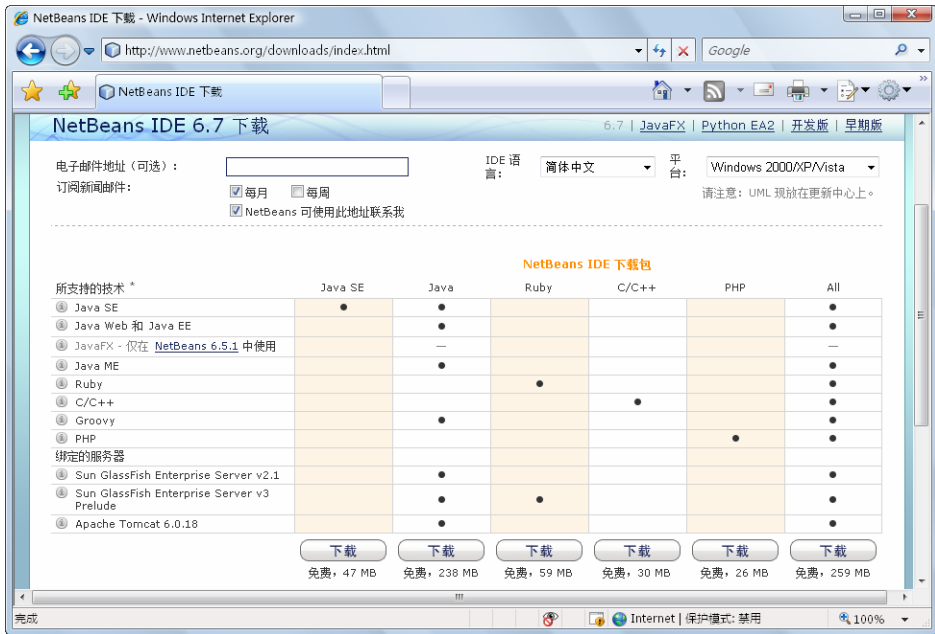 NetBeans IDE 下载 - Windows Internet Explorer
http://www.netbeans.org/downloads/index.html
Google
NetBeans IDE 下载
NetBeans IDE 6.7 下载
6.7 | JavaFX | Python EA2 | 开发版 | 早期版
电子邮件地址（可选）：
IDE 语言：
简体中文
平台：
Windows 2000/XP/Vista
订阅新闻邮件：
每月 每周
请注意：UML 现放在更新中心上。
NetBeans 可使用此地址联系我
NetBeans IDE 下载包
所支持的技术 * Java SE Java Ruby C/C++ PHP All
Java SE ● ● ●
Java Web 和 Java EE ● ●
JavaFX - 仅在 NetBeans 6.5.1 中使用 — —
Java ME ● ●
Ruby ● ●
C/C++ ● ●
Groovy ● ●
PHP ● ●
绑定的服务器
Sun GlassFish Enterprise Server v2.1 ● ●
Sun GlassFish Enterprise Server v3
Prelude ● ● ●
Apache Tomcat 6.0.18 ● ●
下载 下载 下载 下载 下载 下载
免费，47 MB 免费，238 MB 免费，59 MB 免费，30 MB 免费，26 MB 免费，259 MB
完成
Internet | 保护模式: 禁用
100%